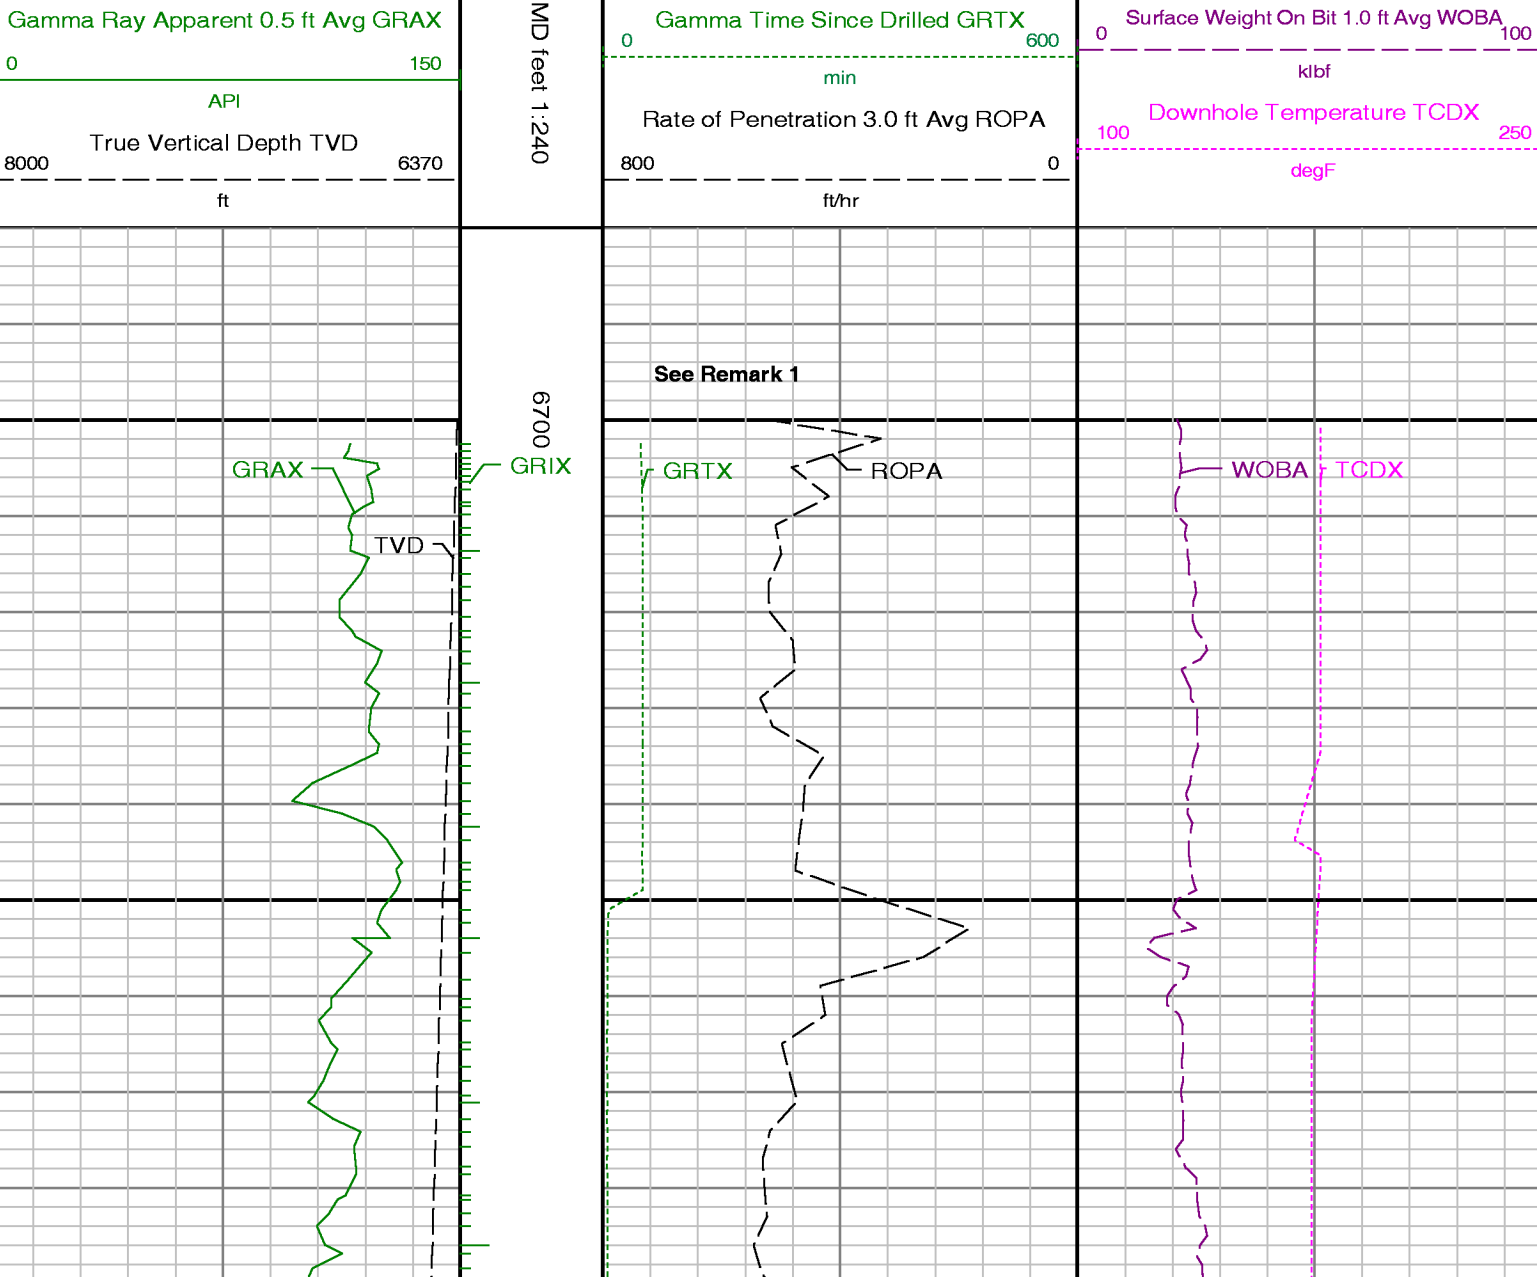 Gamma Ray Apparent 0.5 ft Avg GRAX
0 150
API
True Vertical Depth TVD
8000 6370
ft
MD feet 1:240
Gamma Time Since Drilled GRTX
0 600
min
Rate of Penetration 3.0 ft Avg ROPA
800 0
ft/hr
Surface Weight On Bit 1.0 ft Avg WOBA
0 100
klbf
Downhole Temperature TCDX
100 250
degF
See Remark 1
6700
GRAX
GRIX
GRTX
ROPA
WOBA
TCDX
TVD